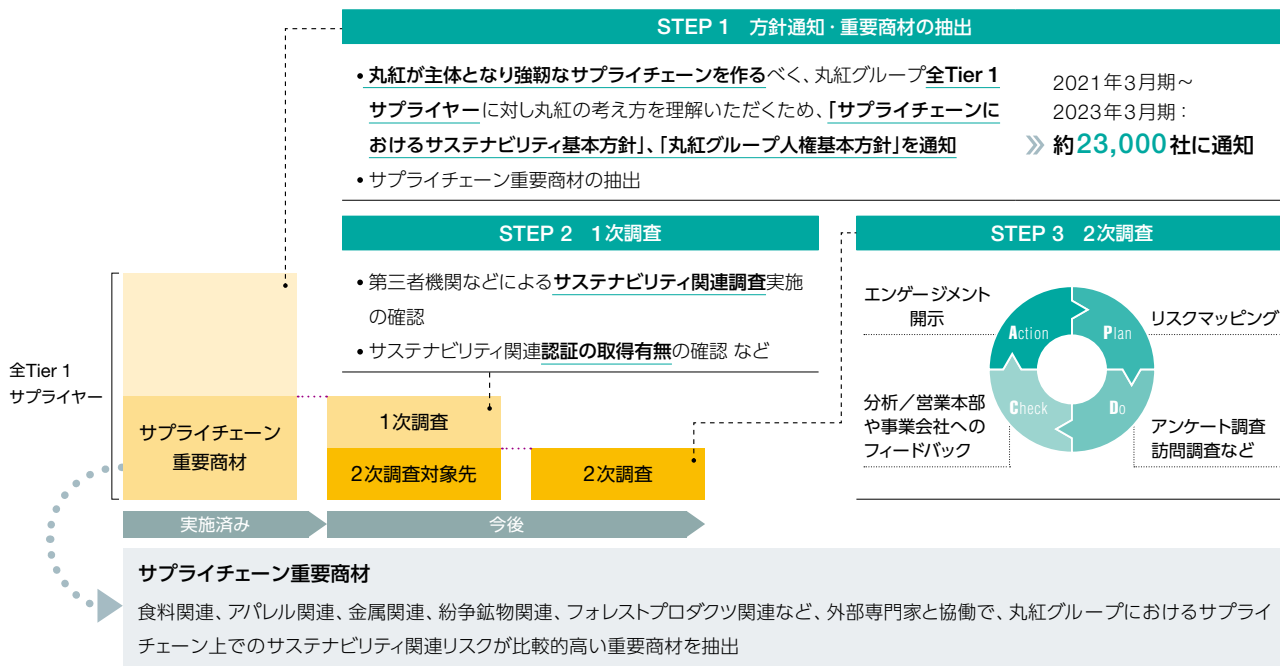 STEP 1 方針通知・重要商材の抽出
• 丸紅が主体となり強靭なサプライチェーンを作るべく、丸紅グループ全Tier 1
サプライヤーに対し丸紅の考え方を理解いただくため、「サプライチェーンに
おけるサステナビリティ基本方針」、「丸紅グループ人権基本方針」を通知
• サプライチェーン重要商材の抽出
2021年3月期~
2023年3月期:
約23,000社に通知
STEP 2 1次調査
• 第三者機関などによるサステナビリティ関連調査実施
の確認
• サステナビリティ関連認証の取得有無の確認 など
STEP 3 2次調査
エンゲージメント
開示
Action
Plan
リスクマッピング
Check
Do
分析/営業本部
や事業会社への
フィードバック
アンケート調査
訪問調査など
全Tier 1
サプライヤー
サプライチェーン
重要商材
1次調査
2次調査対象先
2次調査
実施済み
今後
サプライチェーン重要商材
食料関連、アパレル関連、金属関連、紛争鉱物関連、フォレストプロダクツ関連など、外部専門家と協働で、丸紅グループにおけるサプライ
チェーン上でのサステナビリティ関連リスクが比較的高い重要商材を抽出